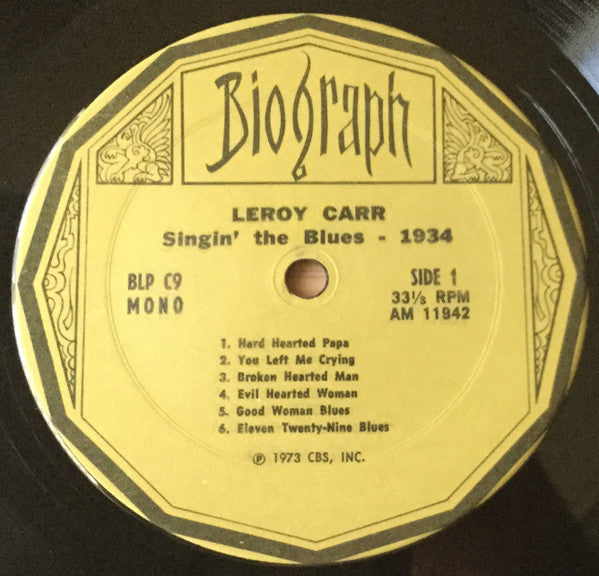 Biograph
LEROY CARR
Singin' the Blues - 1934
BLP C9
MONO
SIDE 1
33⅓ RPM
AM 11942
1. Hard Hearted Papa
2. You Left Me Crying
3. Broken Hearted Man
4. Evil Hearted Woman
5. Good Woman Blues
6. Eleven Twenty-Nine Blues
℗ 1973 CBS, INC.